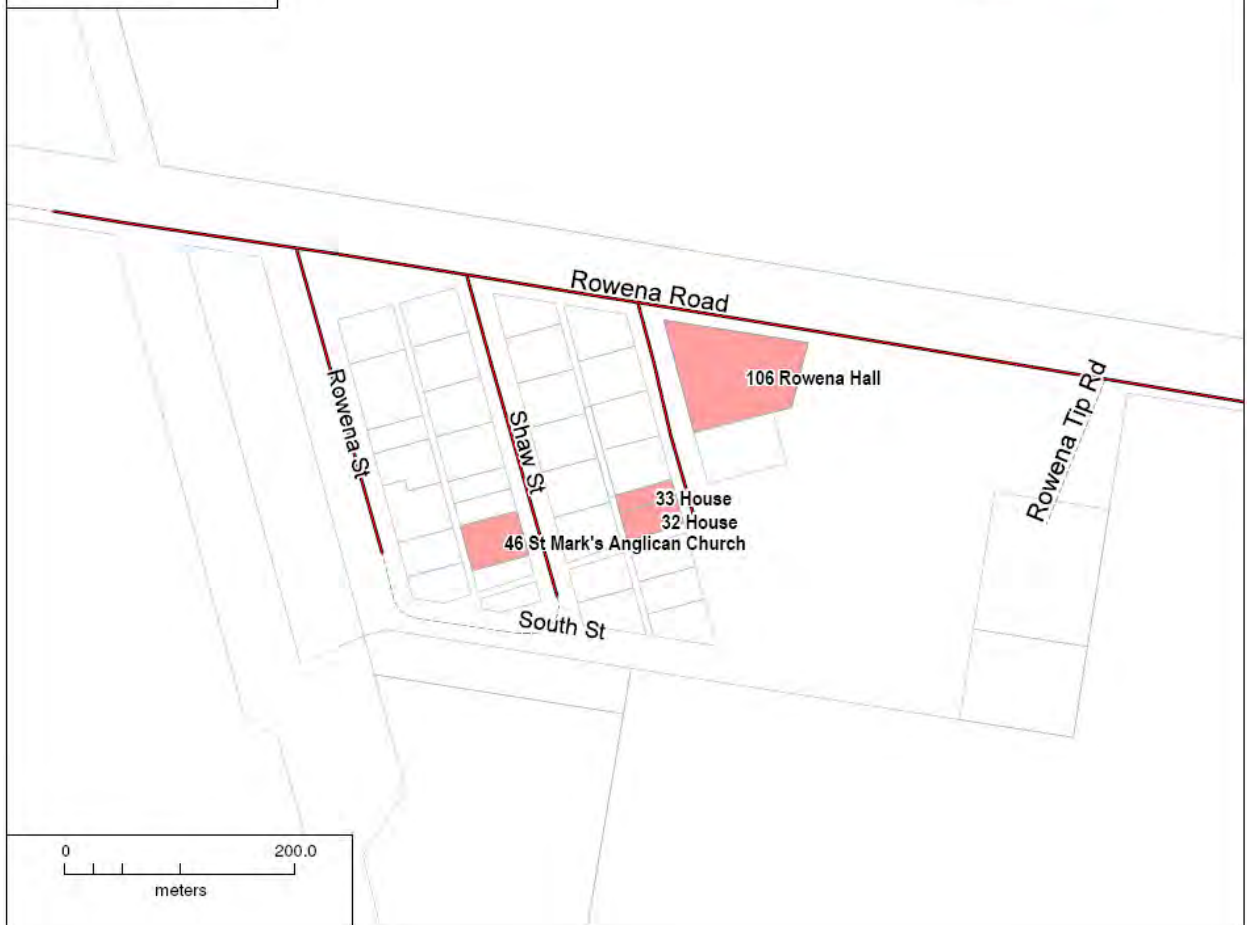 Rowena Road
106 Rowena Hall
Rowena Tip Rd
Rowena St
Shaw St
33 House
32 House
46 St Mark's Anglican Church
South St
0 200.0
meters